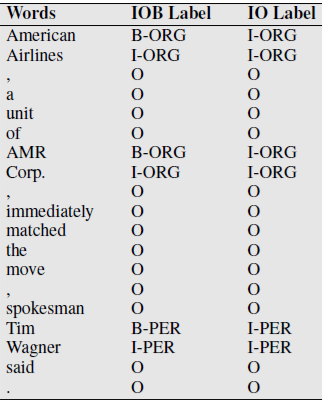 Words IOB Label IO Label
American B-ORG I-ORG
Airlines I-ORG I-ORG
, O O
a O O
unit O O
of O O
AMR B-ORG I-ORG
Corp. I-ORG I-ORG
, O O
immediately O O
matched O O
the O O
move O O
, O O
spokesman O O
Tim B-PER I-PER
Wagner I-PER I-PER
said O O
. O O